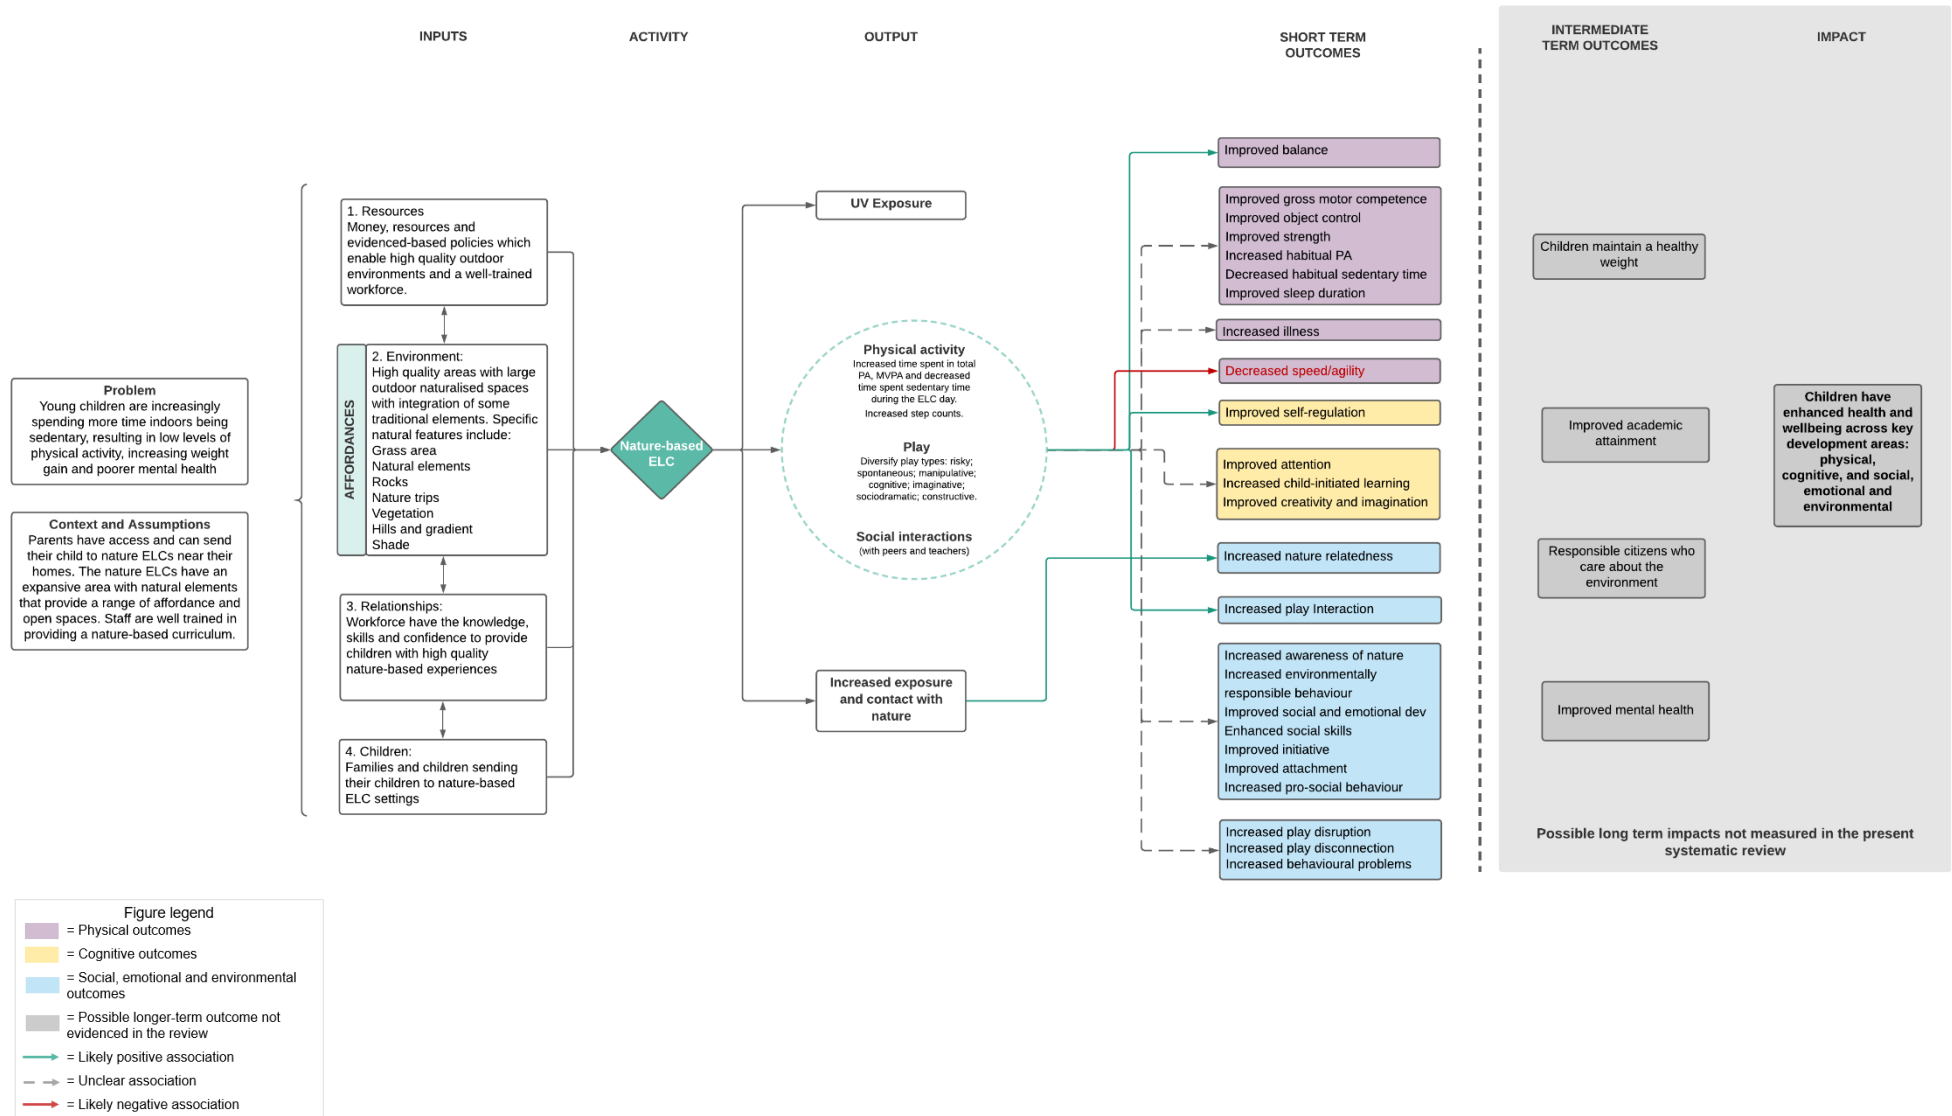 INPUTS
ACTIVITY
OUTPUT
SHORT TERM
OUTCOMES
INTERMEDIATE
TERM OUTCOMES
IMPACT
Problem
Young children are increasingly
spending more time indoors being
sedentary, resulting in low levels of
physical activity, increasing weight
gain and poorer mental health
Context and Assumptions
Parents have access and can send
their child to nature ELCs near their
homes. The nature ELCs have an
expansive area with natural elements
that provide a range of affordance and
open spaces. Staff are well trained in
providing a nature-based curriculum.
1. Resources
Money, resources and
evidenced-based policies which
enable high quality outdoor
environments and a well-trained
workforce.
AFFORDANCES
2. Environment:
High quality areas with large
outdoor naturalised spaces
with integration of some
traditional elements. Specific
natural features include:
Grass area
Natural elements
Rocks
Nature trips
Vegetation
Hills and gradient
Shade
3. Relationships:
Workforce have the knowledge,
skills and confidence to provide
children with high quality
nature-based experiences
4. Children:
Families and children sending
their children to nature-based
ELC settings
Nature-based
ELC
UV Exposure
Physical activity
Increased time spent in total
PA, MVPA and decreased
time spent sedentary time
during the ELC day.
Increased step counts.
Play
Diversify play types: risky;
spontaneous; manipulative;
cognitive; imaginative;
sociodramatic; constructive.
Social interactions
(with peers and teachers)
Increased exposure
and contact with
nature
Improved balance
Improved gross motor competence
Improved object control
Improved strength
Increased habitual PA
Decreased habitual sedentary time
Improved sleep duration
Increased illness
Decreased speed/agility
Improved self-regulation
Improved attention
Increased child-initiated learning
Improved creativity and imagination
Increased nature relatedness
Increased play Interaction
Increased awareness of nature
Increased environmentally
responsible behaviour
Improved social and emotional dev
Enhanced social skills
Improved initiative
Improved attachment
Increased pro-social behaviour
Increased play disruption
Increased play disconnection
Increased behavioural problems
Children maintain a healthy
weight
Improved academic
attainment
Responsible citizens who
care about the
environment
Improved mental health
Children have
enhanced health and
wellbeing across key
development areas:
physical,
cognitive, and social,
emotional and
environmental
Possible long term impacts not measured in the present
systematic review
Figure legend
= Physical outcomes
= Cognitive outcomes
= Social, emotional and environmental
outcomes
= Possible longer-term outcome not
evidenced in the review
= Likely positive association
= Unclear association
= Likely negative association